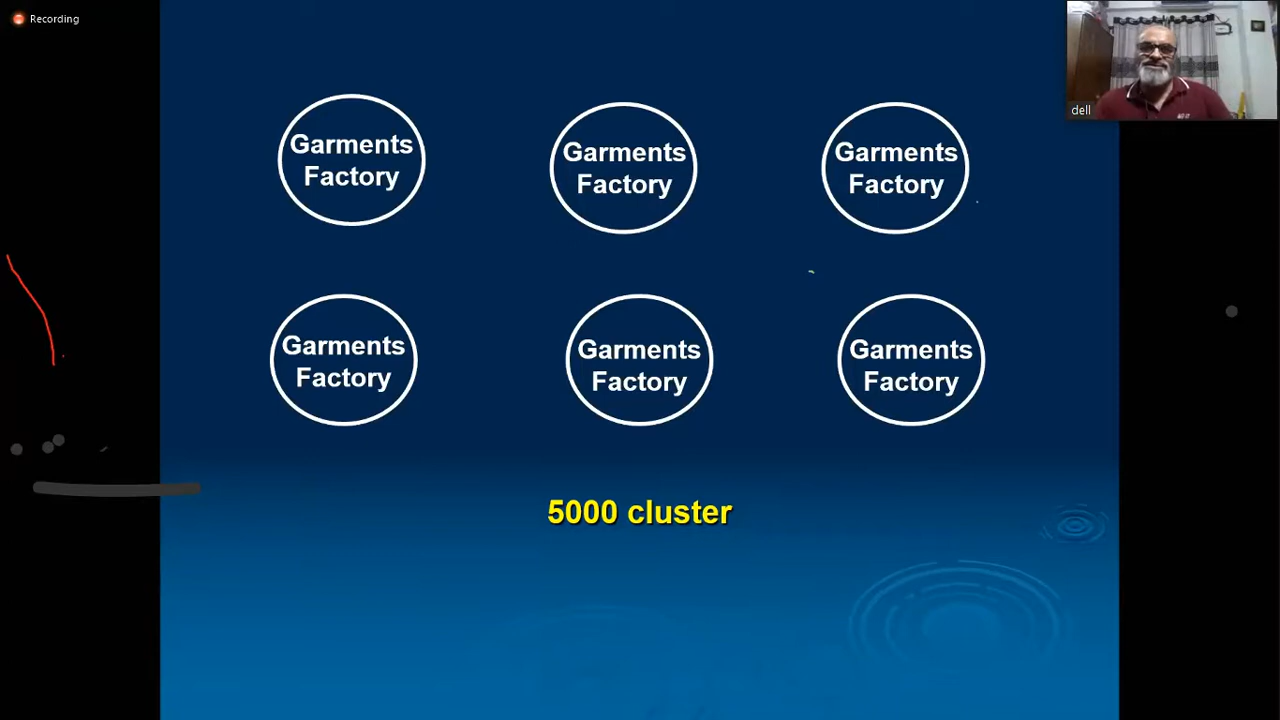 Recording
dell
Garments
Factory
Garments
Factory
Garments
Factory
Garments
Factory
Garments
Factory
Garments
Factory
5000 cluster